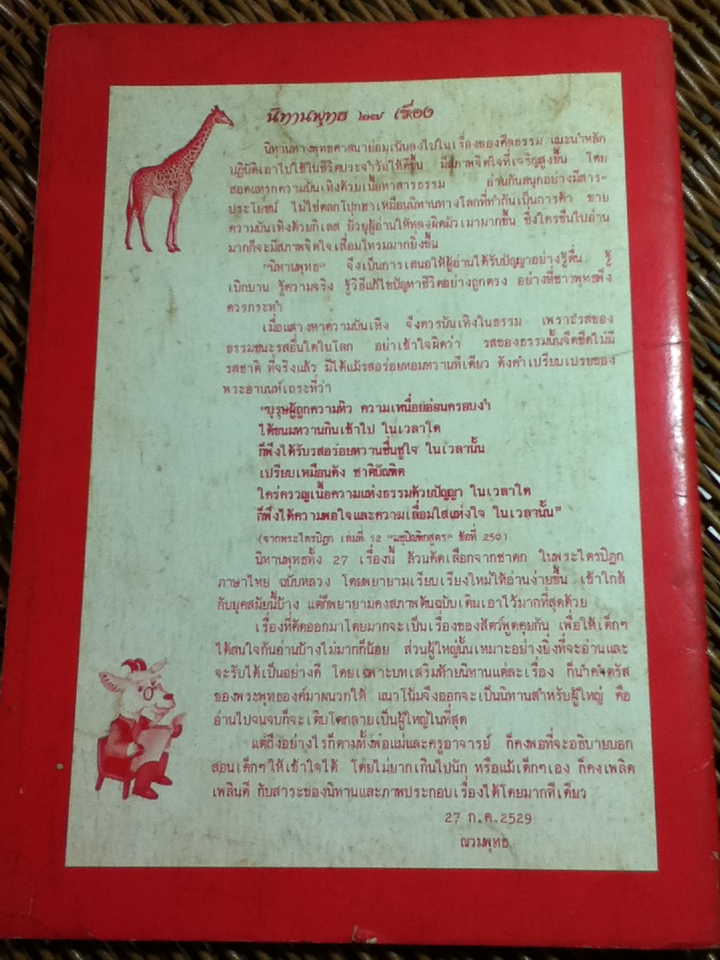 นิทานพุทธ ๒๗ เรื่อง
นิทานทางพุทธศาสนาย่อมเน้นลงไปในเรื่องของศีลธรรม แนะนำหลัก
ปฏิบัติเอาไปใช้ในชีวิตประจำวันให้ดีขึ้น มีสภาพจิตใจที่เจริญสูงขึ้น โดย
สอดแทรกความบันเทิงด้วยเนื้อหาสารธรรม อ่านกันสนุกอย่างมีสาร-
ประโยชน์ ไม่ใช่ตลกโปกฮาเหมือนนิทานทางโลกที่ทำกันเป็นการค้า ขาย
ความบันเทิงด้วยกิเลส ยั่วยุผู้อ่านให้หลงผิดมัวเมามากขึ้น ซึ่งใครขืนไปอ่าน
มากก็จะมีสภาพจิตใจเสื่อมโทรมมากยิ่งขึ้น
"นิทานพุทธ" จึงเป็นการเสนอให้ผู้อ่านได้รับปัญญาอย่างรู้ตื่น รู้
เบิกบาน รู้ความจริง รู้วิธีแก้ไขปัญหาชีวิตอย่างถูกตรง อย่างที่ชาวพุทธพึง
ควรกระทำ
เมื่อแสวงหาความบันเทิง จึงควรบันเทิงในธรรม เพราะรสของ
ธรรมชนะรสอื่นใดในโลก อย่าเข้าใจผิดว่า รสของธรรมนั้นจืดชืดไม่มี
รสชาติ ที่จริงแล้ว มีได้แม้รสอร่อยหอมหวานทีเดียว ดังคำเปรียบเปรยของ
พระอานนท์เถระที่ว่า
"บุรุษผู้ถูกความหิว ความเหนื่อยอ่อนครอบงำ
ได้ขนมหวานกินเข้าไป ในเวลาใด
ก็พึงได้รับรสอร่อยหวานชื่นชูใจ ในเวลานั้น
เปรียบเหมือนดัง ชาติบัณฑิต
ใคร่ครวญเนื้อความแห่งธรรมด้วยปัญญา ในเวลาใด
ก็พึงได้ความพอใจและความเลื่อมใสแห่งใจ ในเวลานั้น"
(จากพระไตรปิฎก เล่มที่ 12 "มธุปิณฑิกสูตร" ข้อที่ 250)
นิทานพุทธทั้ง 27 เรื่องนี้ ล้วนคัดเลือกจากชาดก ในพระไตรปิฎก
ภาษาไทย ฉบับหลวง โดยพยายามเรียบเรียงใหม่ให้อ่านง่ายขึ้น เข้าใกล้
กับยุคสมัยนี้บ้าง แต่ก็พยายามคงสภาพต้นฉบับเดิมเอาไว้มากที่สุดด้วย
เรื่องที่คัดออกมาโดยมากจะเป็นเรื่องของสัตว์พูดคุยกัน เพื่อให้เด็กๆ
ได้สนใจกันอ่านบ้างไม่มากก็น้อย ส่วนผู้ใหญ่นั้นเหมาะอย่างยิ่งที่จะอ่านและ
จะรับได้เป็นอย่างดี โดยเฉพาะบทเสริมท้ายนิทานแต่ละเรื่อง ก็นำคำตรัส
ของพระพุทธองค์มาผนวกให้ แนวโน้มจึงออกจะเป็นนิทานสำหรับผู้ใหญ่ คือ
อ่านไปจนจบก็จะเติบโตกลายเป็นผู้ใหญ่ในที่สุด
แต่ถึงอย่างไรก็ตามทั้งพ่อแม่และครูอาจารย์ ก็คงพอที่จะอธิบายบอก
สอนเด็กๆให้เข้าใจได้ โดยไม่ยากเกินไปนัก หรือแม้เด็กๆเอง ก็คงเพลิด
เพลินดี กับสาระของนิทานและภาพประกอบเรื่องได้โดยมากทีเดียว
27 ก.ค.2529
ณวมพุทธ